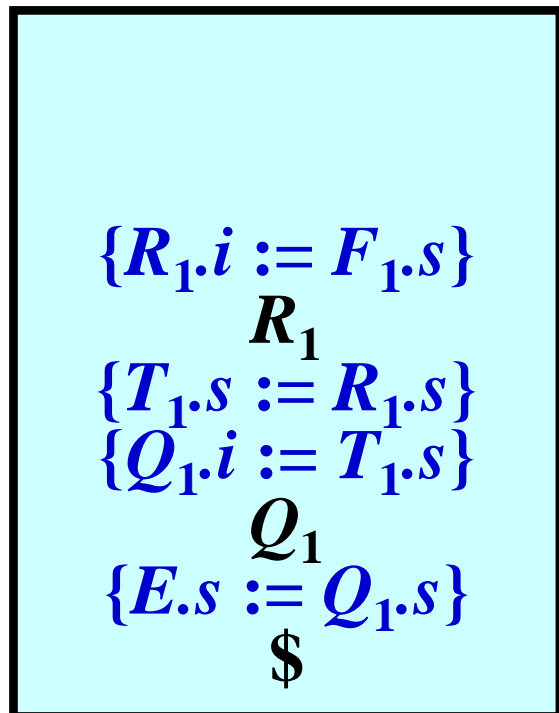 {R₁.i := F₁.s}
R₁
{T₁.s := R₁.s}
{Q₁.i := T₁.s}
Q₁
{E.s := Q₁.s}
$